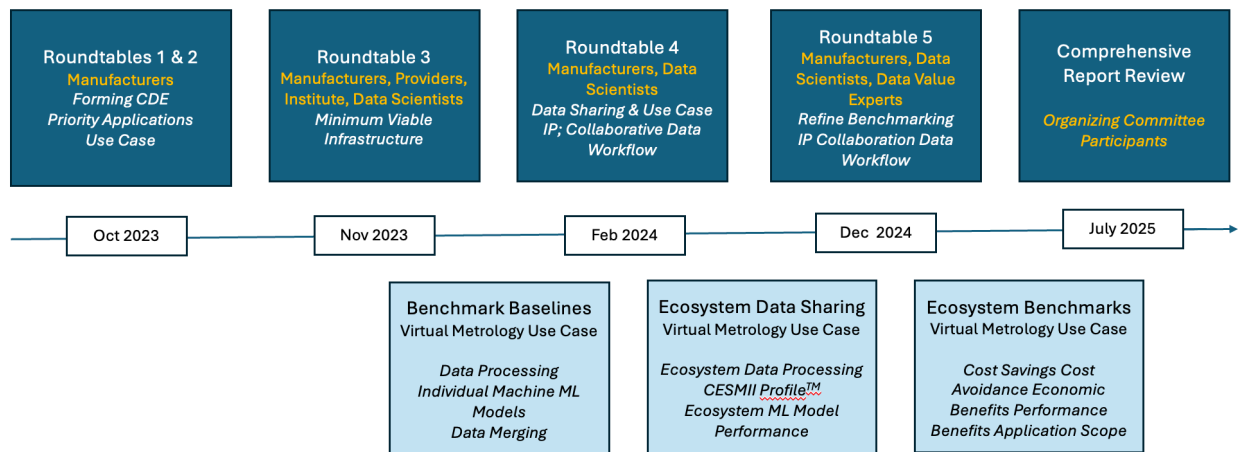 Roundtables 1 & 2
Manufacturers
Forming CDE
Priority Applications
Use Case
Roundtable 3
Manufacturers, Providers,
Institute, Data Scientists
Minimum Viable
Infrastructure
Roundtable 4
Manufacturers, Data
Scientists
Data Sharing & Use Case
IP; Collaborative Data
Workflow
Roundtable 5
Manufacturers, Data
Scientists, Data Value
Experts
Refine Benchmarking
IP Collaboration Data
Workflow
Comprehensive
Report Review
Organizing Committee
Participants
Oct 2023
Nov 2023
Feb 2024
Dec 2024
July 2025
Benchmark Baselines
Virtual Metrology Use Case
Data Processing
Individual Machine ML
Models
Data Merging
Ecosystem Data Sharing
Virtual Metrology Use Case
Ecosystem Data Processing
CESMII Profile™
Ecosystem ML Model
Performance
Ecosystem Benchmarks
Virtual Metrology Use Case
Cost Savings Cost
Avoidance Economic
Benefits Performance
Benefits Application Scope